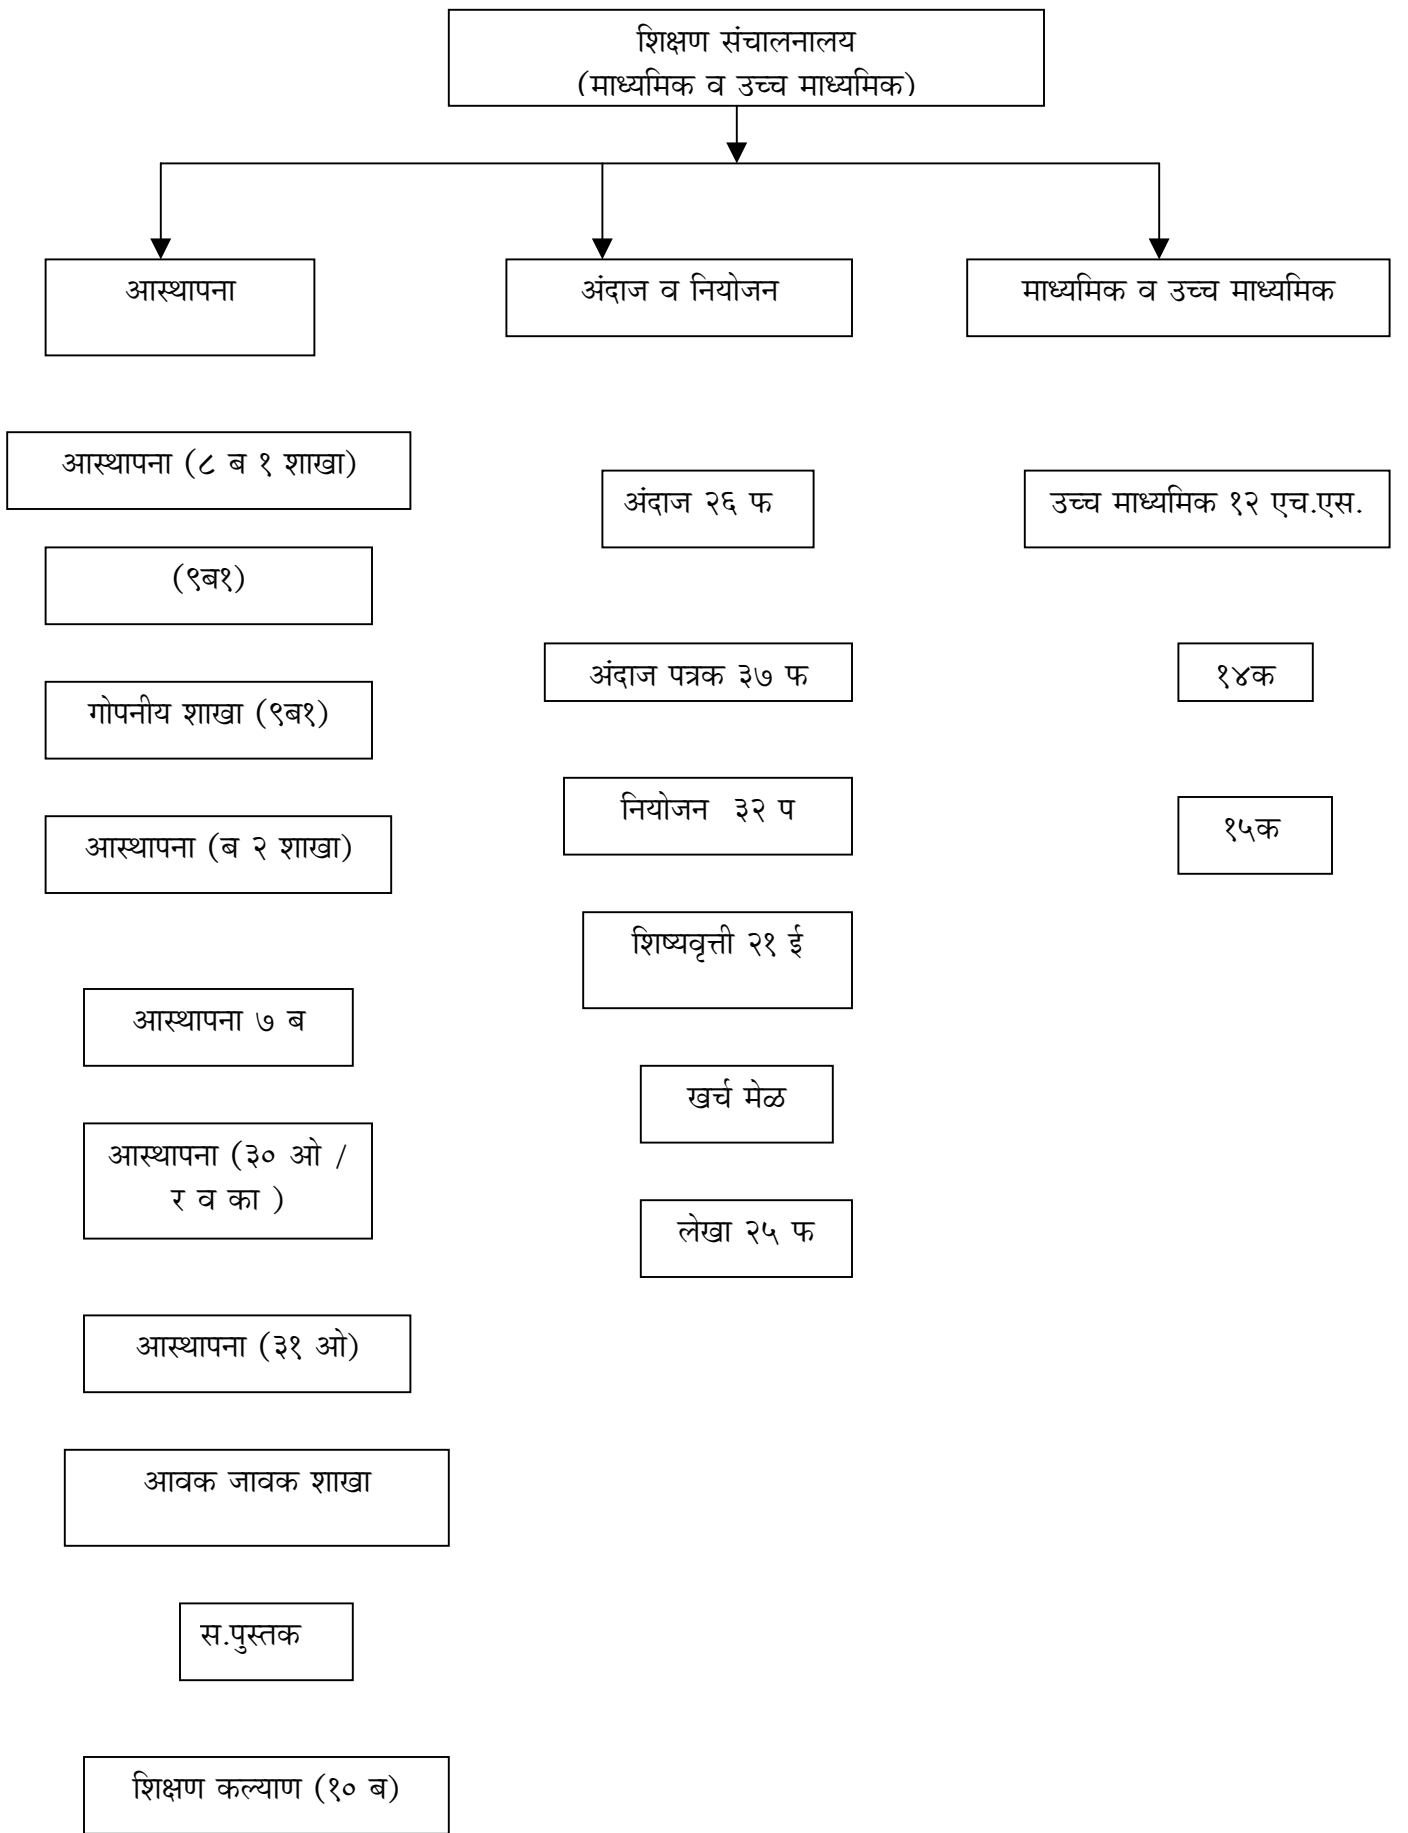 शिक्षण संचालनालय
(माध्यमिक व उच्च माध्यमिक)
आस्थापना
अंदाज व नियोजन
माध्यमिक व उच्च माध्यमिक
आस्थापना (८ ब १ शाखा)
(९ब१)
गोपनीय शाखा (९ब१)
आस्थापना (ब २ शाखा)
आस्थापना ७ ब
आस्थापना (३० ओ /
र व का )
आस्थापना (३१ ओ)
आवक जावक शाखा
स.पुस्तक
शिक्षण कल्याण (१० ब)
अंदाज २६ फ
अंदाज पत्रक ३७ फ
नियोजन ३२ प
शिष्यवृत्ती २१ ई
खर्च मेळ
लेखा २५ फ
उच्च माध्यमिक १२ एच.एस.
१४क
१५क